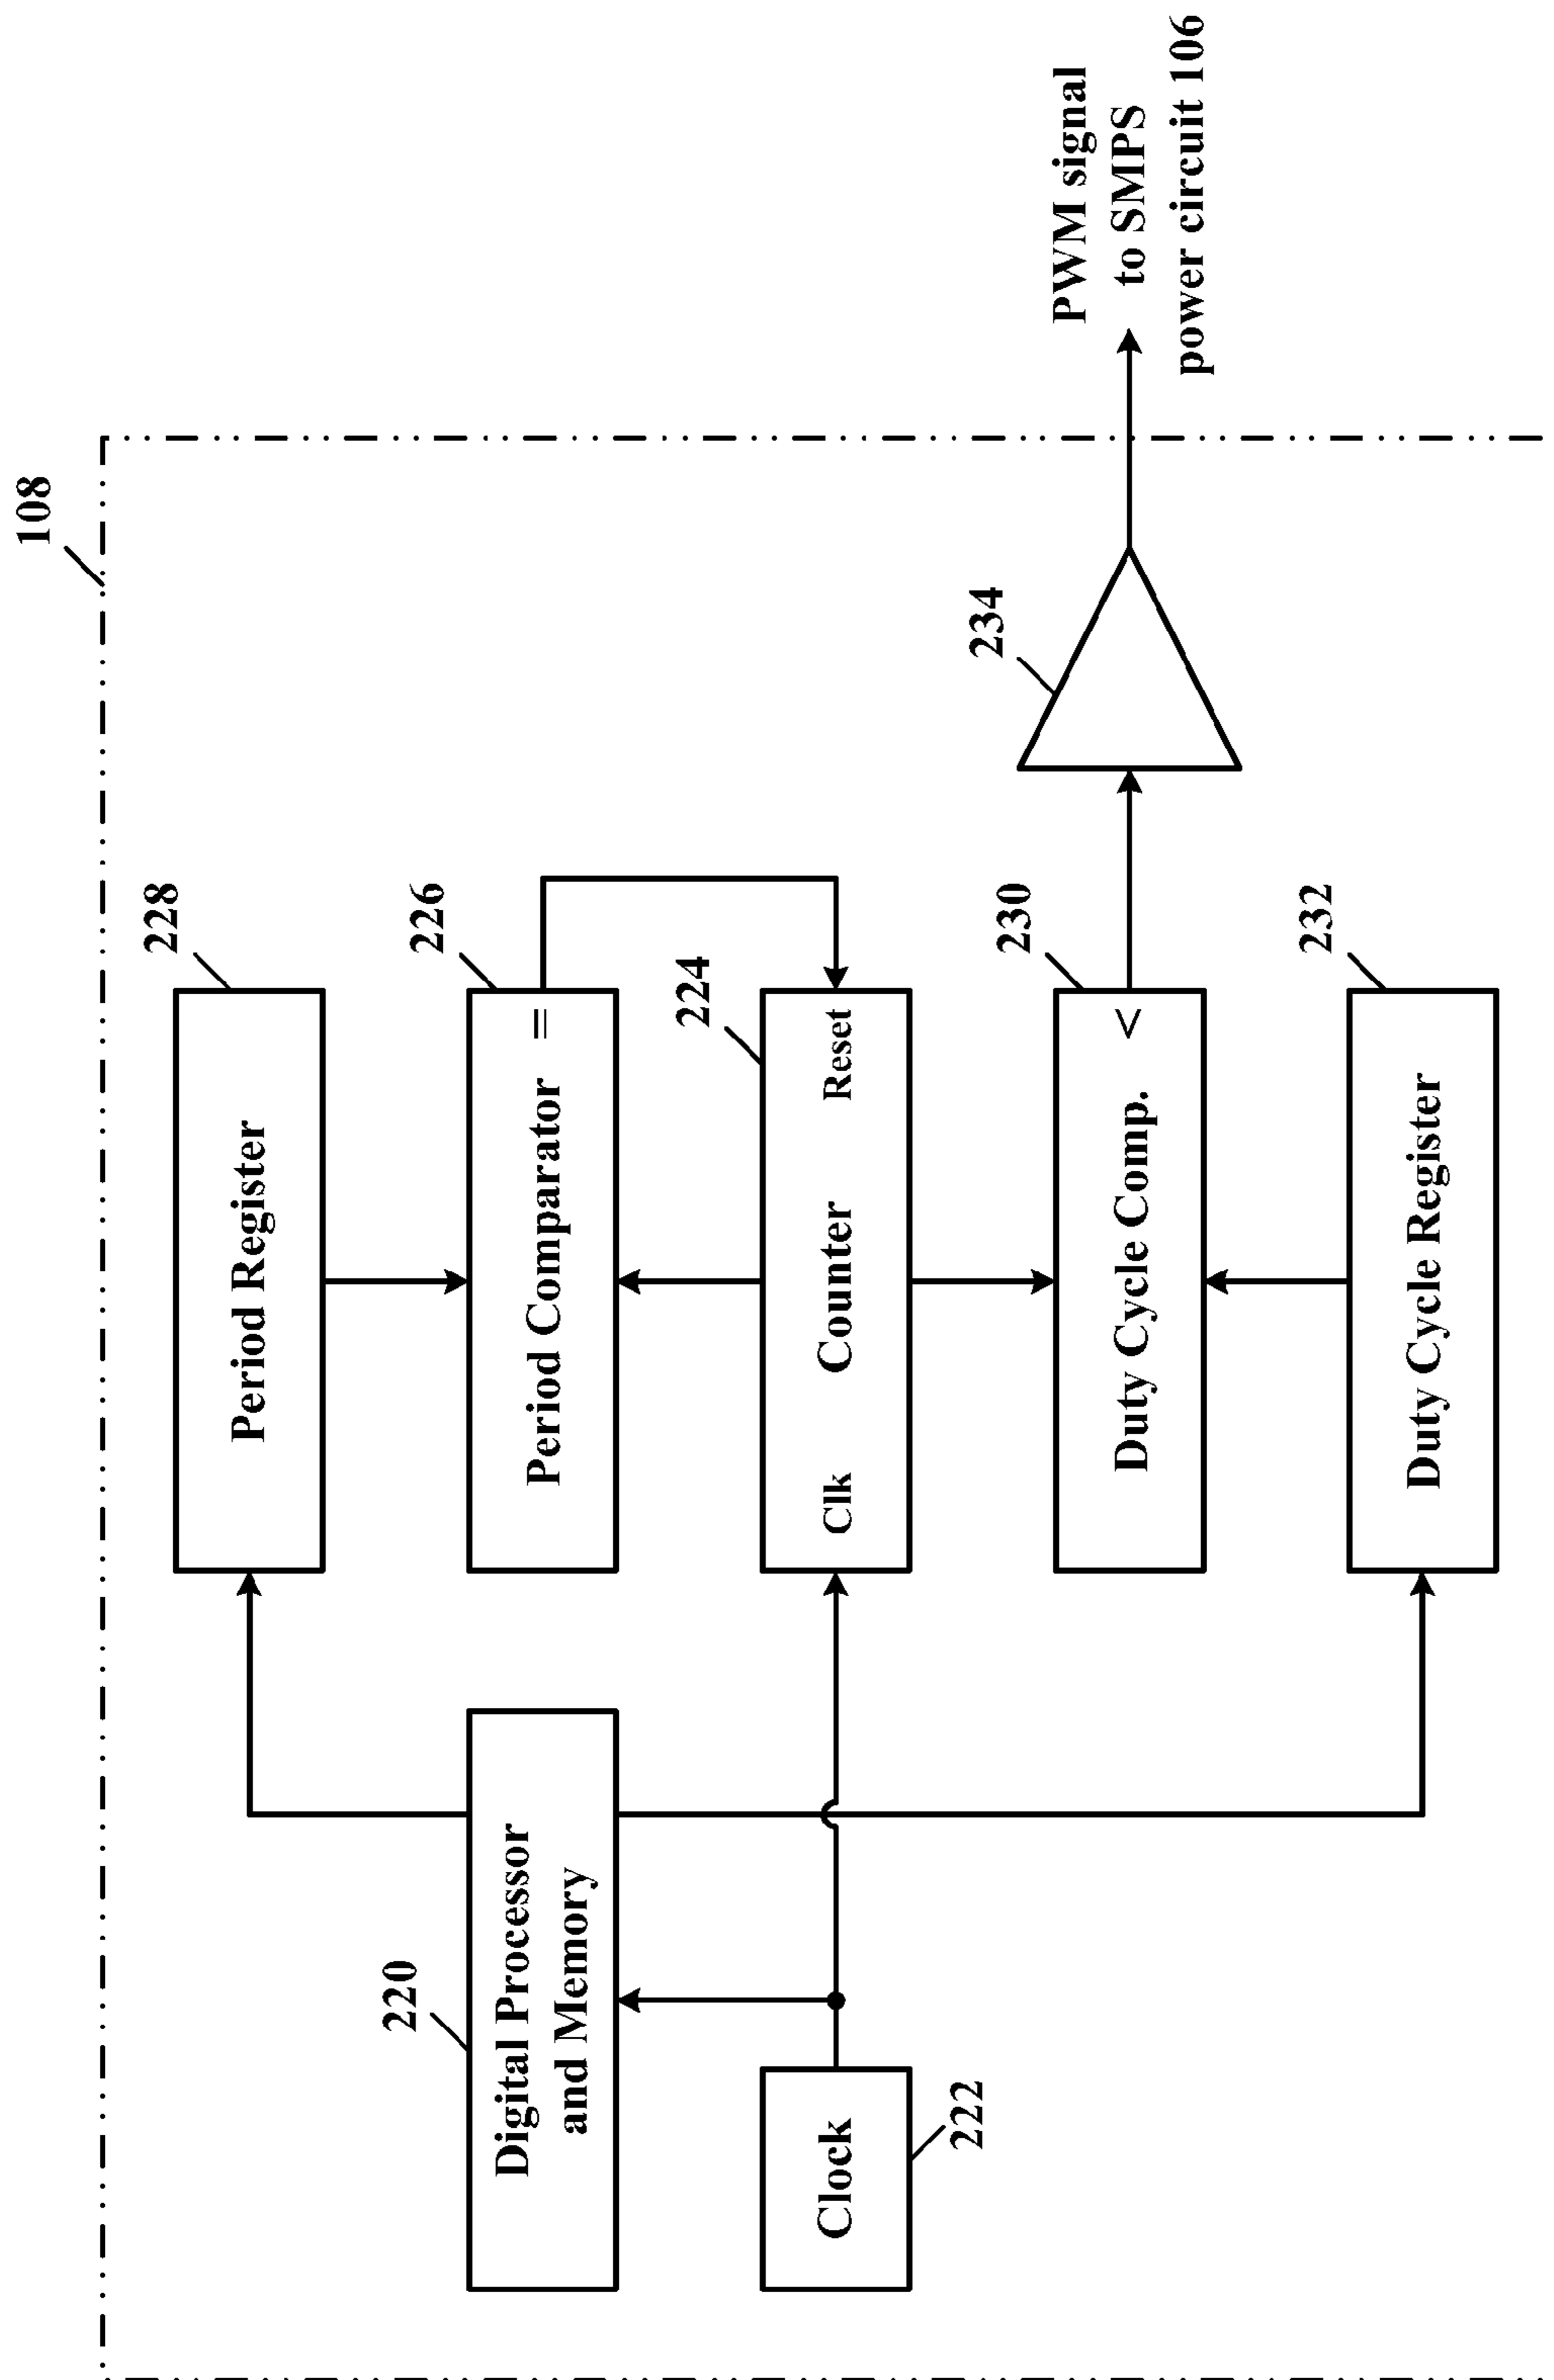 108
228
Period Register
226
Period Comparator =
220
Digital Processor
and Memory
224
Clk Counter Reset
Clock
222
234
230
Duty Cycle Comp. <
PWM signal
to SMPS
power circuit 106
232
Duty Cycle Register